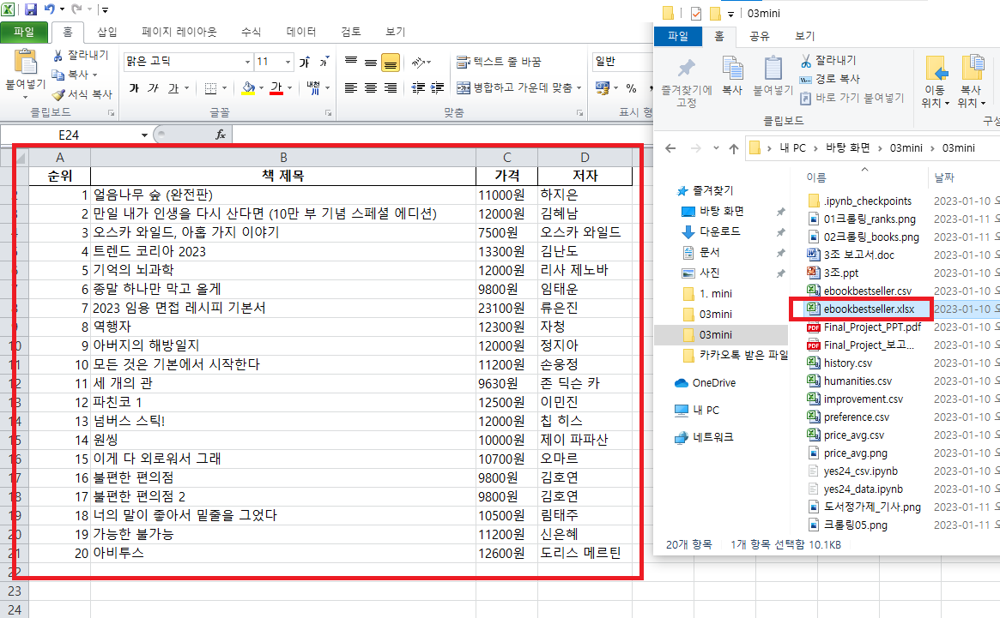 파일 홈 삽입 페이지 레이아웃 수식 데이터 검토 보기
붙여넣기
잘라내기
복사
서식 복사
클립보드
맑은 고딕 11
가 가 가 가 내천
글꼴
텍스트 줄 바꿈
병합하고 가운데 맞춤
맞춤
일반
%
표시 형
E24
fx
A B C D
순위 책 제목 가격 저자
2 1 얼음나무 숲 (완전판) 11000원 하지은
3 2 만일 내가 인생을 다시 산다면 (10만 부 기념 스페셜 에디션) 12000원 김혜남
4 3 오스카 와일드, 아홉 가지 이야기 7500원 오스카 와일드
5 4 트렌드 코리아 2023 13300원 김난도
6 5 기억의 뇌과학 12000원 리사 제노바
7 6 종말 하나만 막고 올게 9800원 임태운
8 7 2023 임용 면접 레시피 기본서 23100원 류은진
9 8 역행자 12300원 자청
10 9 아버지의 해방일지 12000원 정지아
11 10 모든 것은 기본에서 시작한다 11200원 손웅정
12 11 세 개의 관 9630원 존 딕슨 카
13 12 파친코 1 12500원 이민진
14 13 넘버스 스틱! 12000원 칩 히스
15 14 원씽 10000원 제이 파파산
16 15 이게 다 외로워서 그래 10700원 오마르
17 16 불편한 편의점 9800원 김호연
18 17 불편한 편의점 2 9800원 김호연
19 18 너의 말이 좋아서 밑줄을 그었다 10500원 림태주
20 19 가능한 불가능 11200원 신은혜
21 20 아비투스 12600원 도리스 메르틴
22
23
24
03mini
파일 홈 공유 보기
즐겨찾기에
고정
복사
붙여넣기
잘라내기
경로 복사
바로 가기 붙여넣기
클립보드
이동
위치
복사
위치
구성
내 PC 바탕 화면 03mini 03mini
즐겨찾기
바탕 화면
다운로드
문서
사진
1. mini
03mini
03mini
카카오톡 받은 파일
OneDrive
내 PC
네트워크
이름 날짜
.ipynb_checkpoints 2023-01-10 오
01크롤링_ranks.png 2023-01-11 오
02크롤링_books.png 2023-01-11 오
3조 보고서.doc 2023-01-10 오
3조.ppt 2023-01-10 오
ebookbestseller.csv 2023-01-10 오
ebookbestseller.xlsx 2023-01-10 오
Final_Project_PPT.pdf 2023-01-10 오
Final_Project_보고... 2023-01-10 오
history.csv 2023-01-10 오
humanities.csv 2023-01-10 오
improvement.csv 2023-01-10 오
preference.csv 2023-01-10 오
price_avg.csv 2023-01-10 오
price_avg.png 2023-01-10 오
yes24_csv.ipynb 2023-01-10 오
yes24_data.ipynb 2023-01-10 오
도서정가제_기사.png 2023-01-11 오
크롤링05.png 2023-01-11 오
20개 항목 1개 항목 선택함 10.1KB